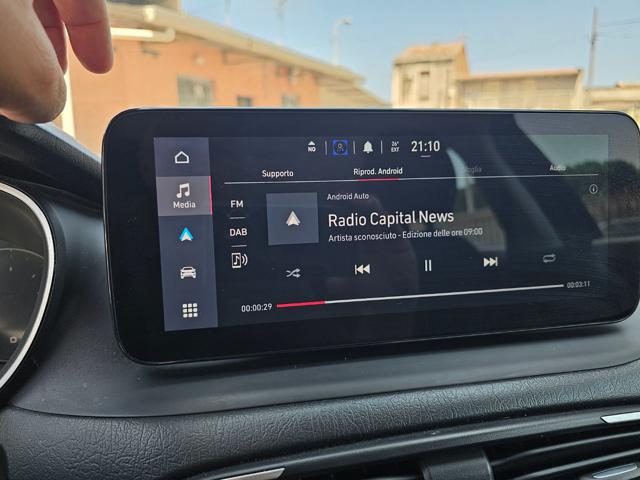 NO
26°
EXT
21:10
Supporto
Riprod. Android
Audio
Media
FM
DAB
Android Auto
Radio Capital News
Artista sconosciuto - Edizione delle ore 09:00
00:00:29
00:03:11